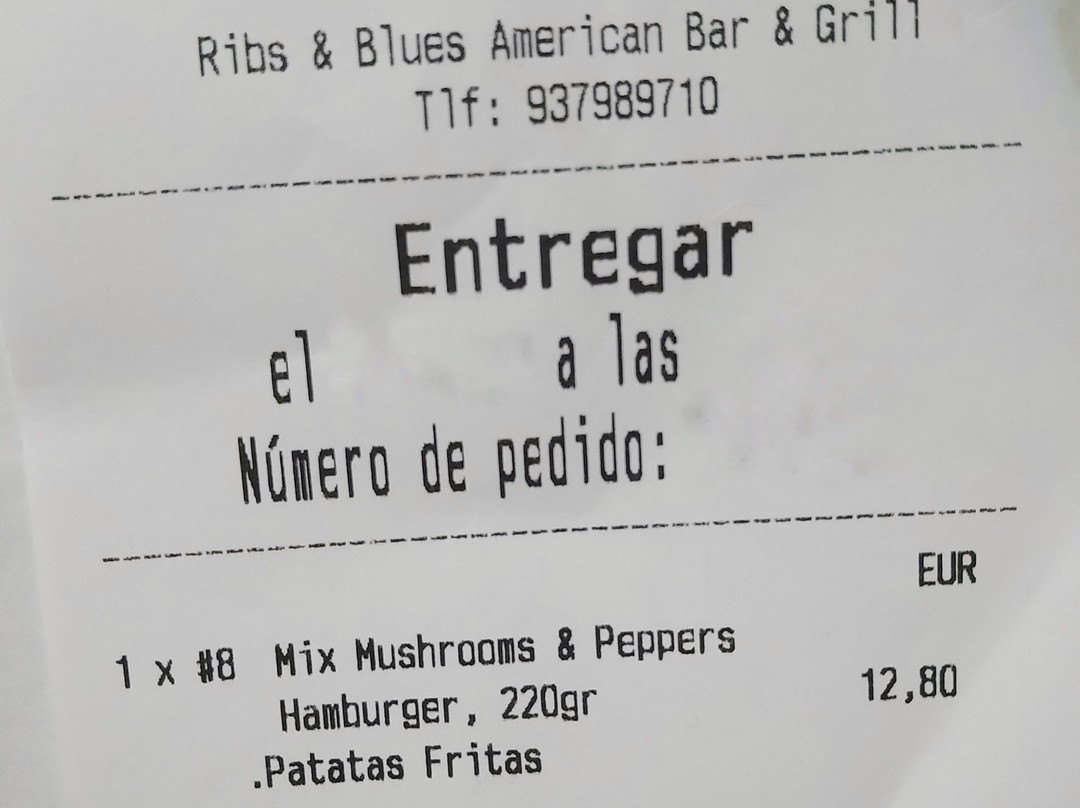 Ribs & Blues American Bar & Grill
Tlf: 937989710
Entregar
el a las
Número de pedido:
EUR
1 x #8 Mix Mushrooms & Peppers
Hamburger, 220gr 12,80
.Patatas Fritas